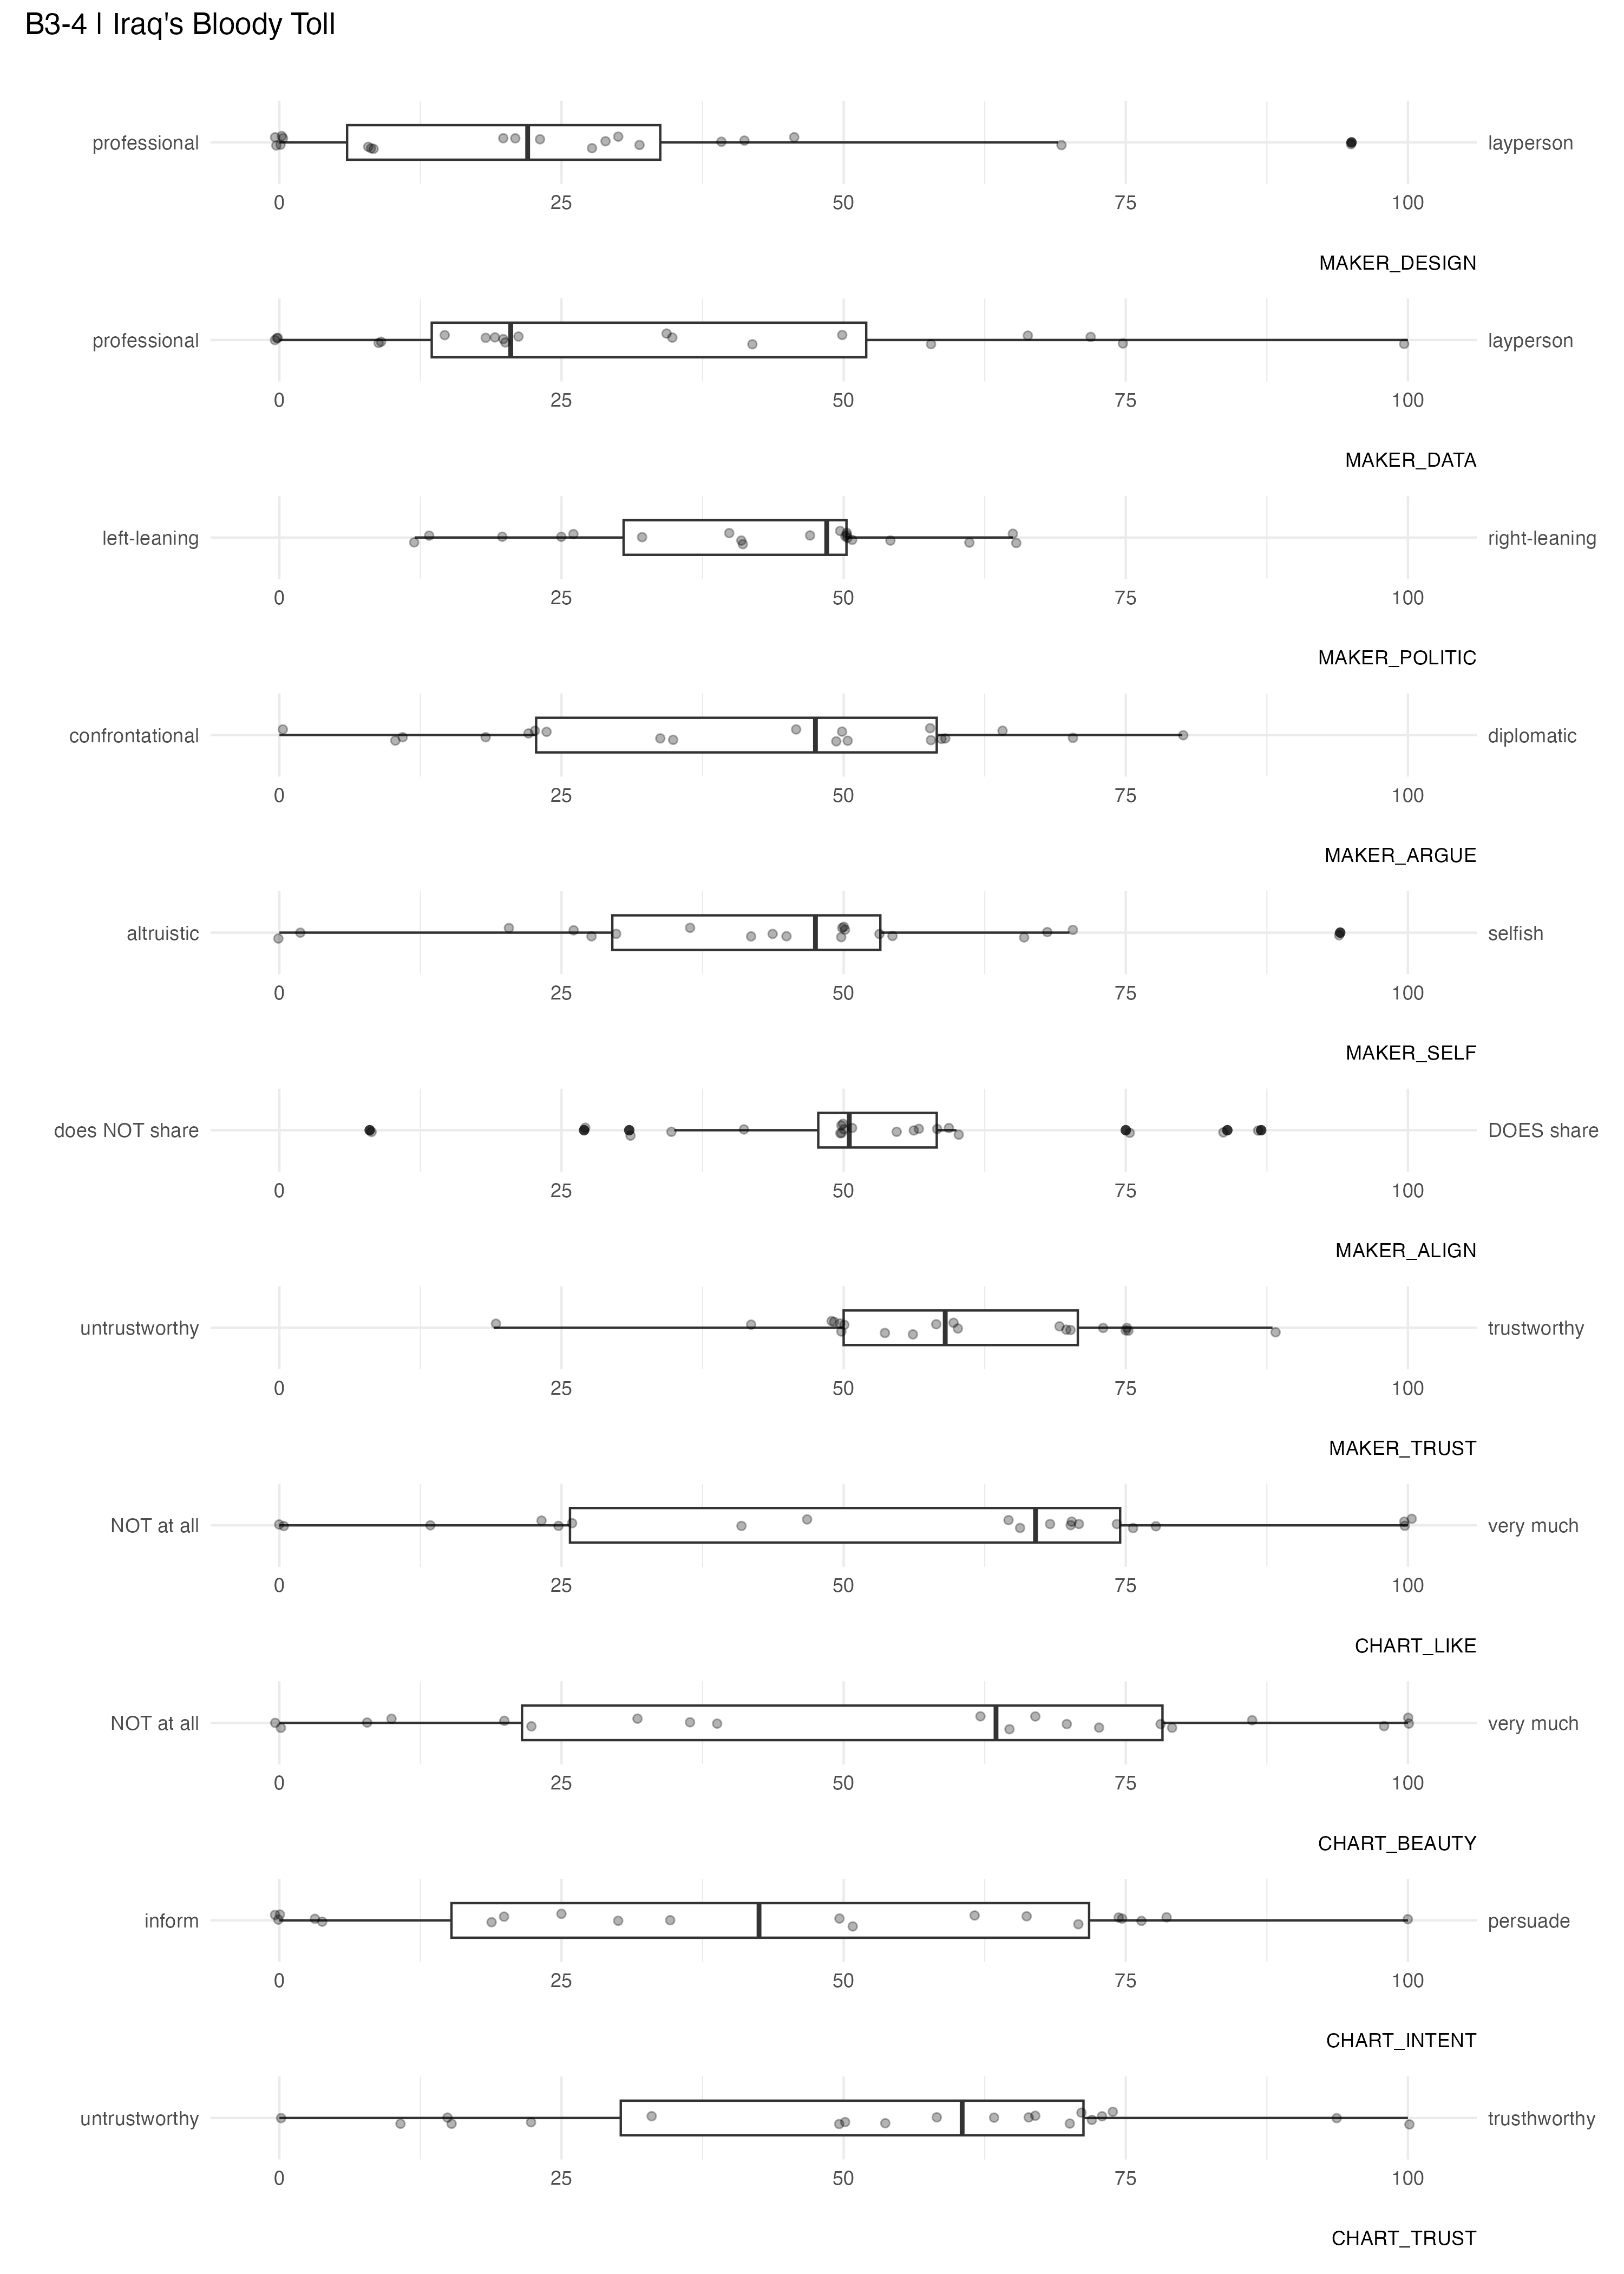 B3-4 | Iraq's Bloody Toll
professional layperson
0 25 50 75 100
MAKER_DESIGN
professional layperson
0 25 50 75 100
MAKER_DATA
left-leaning right-leaning
0 25 50 75 100
MAKER_POLITIC
confrontational diplomatic
0 25 50 75 100
MAKER_ARGUE
altruistic selfish
0 25 50 75 100
MAKER_SELF
does NOT share DOES share
0 25 50 75 100
MAKER_ALIGN
untrustworthy trustworthy
0 25 50 75 100
MAKER_TRUST
NOT at all very much
0 25 50 75 100
CHART_LIKE
NOT at all very much
0 25 50 75 100
CHART_BEAUTY
inform persuade
0 25 50 75 100
CHART_INTENT
untrustworthy trusthworthy
0 25 50 75 100
CHART_TRUST